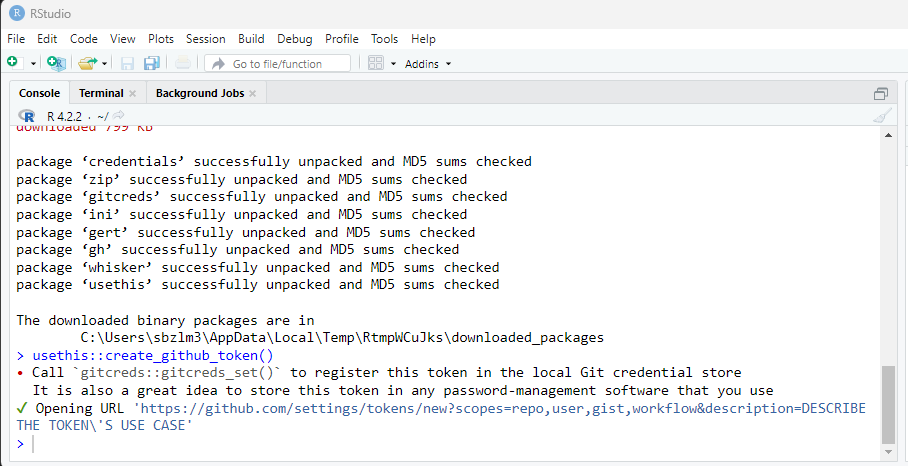 RStudio
File Edit Code View Plots Session Build Debug Profile Tools Help
Go to file/function Addins
Console Terminal Background Jobs
R 4.2.2 · ~/
downloaded 799 KB
package ‘credentials’ successfully unpacked and MD5 sums checked
package ‘zip’ successfully unpacked and MD5 sums checked
package ‘gitcreds’ successfully unpacked and MD5 sums checked
package ‘ini’ successfully unpacked and MD5 sums checked
package ‘gert’ successfully unpacked and MD5 sums checked
package ‘gh’ successfully unpacked and MD5 sums checked
package ‘whisker’ successfully unpacked and MD5 sums checked
package ‘usethis’ successfully unpacked and MD5 sums checked
The downloaded binary packages are in
C:\Users\sbzlm3\AppData\Local\Temp\RtmpWCuJks\downloaded_packages
> usethis::create_github_token()
• Call `gitcreds::gitcreds_set()` to register this token in the local Git credential store
It is also a great idea to store this token in any password-management software that you use
✓ Opening URL 'https://github.com/settings/tokens/new?scopes=repo,user,gist,workflow&description=DESCRIBE
THE TOKEN\'S USE CASE'
>